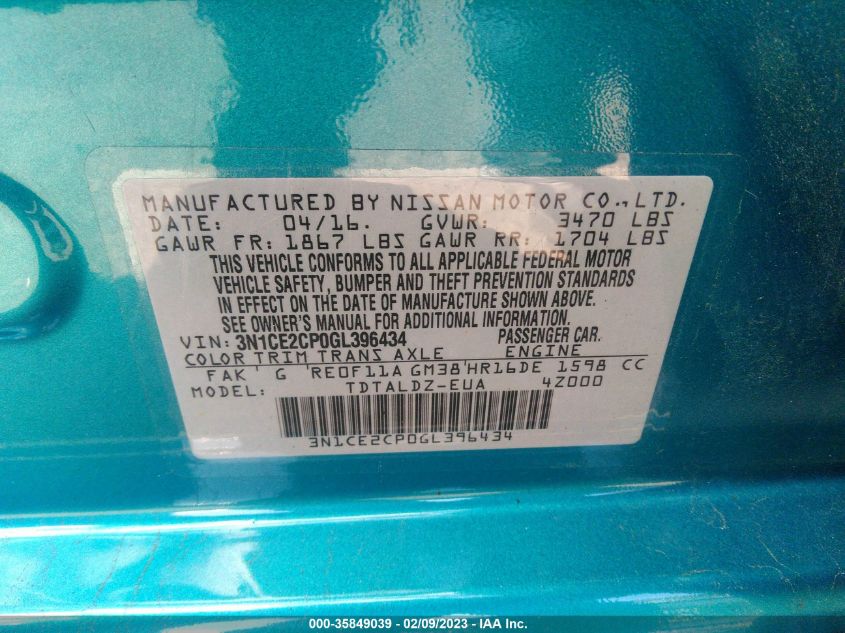 MANUFACTURED BY NISSAN MOTOR CO., LTD.
DATE: 04/16. GVWR: 3470 LBS
GAWR FR: 1867 LBS GAWR RR: 1704 LBS
THIS VEHICLE CONFORMS TO ALL APPLICABLE FEDERAL MOTOR
VEHICLE SAFETY, BUMPER AND THEFT PREVENTION STANDARDS
IN EFFECT ON THE DATE OF MANUFACTURE SHOWN ABOVE.
SEE OWNER'S MANUAL FOR ADDITIONAL INFORMATION.
VIN: 3N1CE2CP0GL396434 PASSENGER CAR.
COLOR TRIM TRANS AXLE ENGINE
FAK ' G ' RE0F11A GM38 ' HR16DE 1598 CC
MODEL: TDTALDZ-EUA 4Z000
3N1CE2CP0GL396434
000-35849039 - 02/09/2023 - IAA Inc.